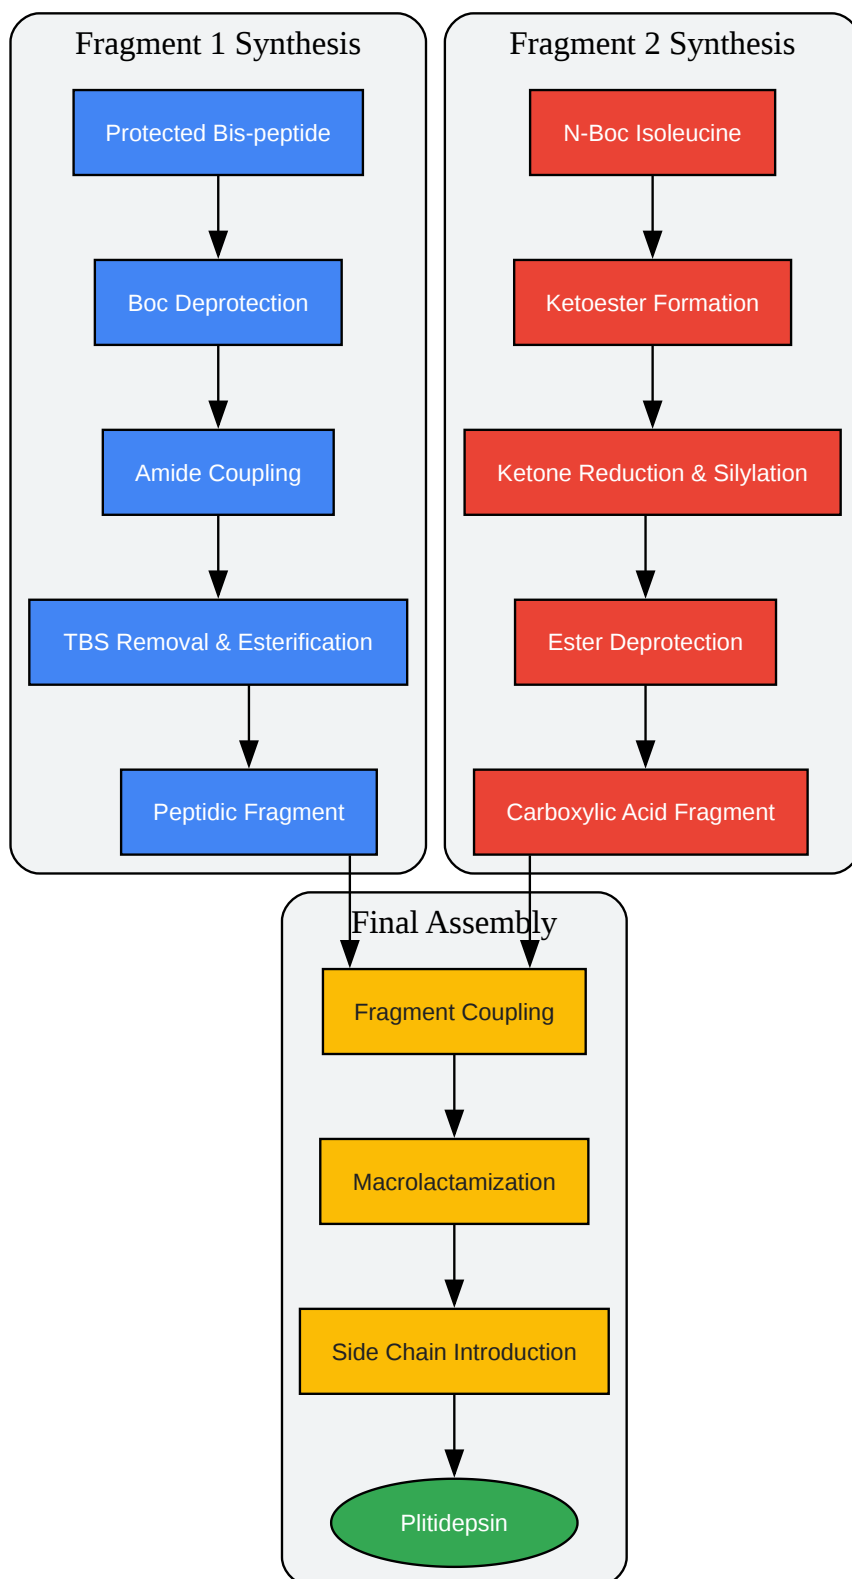 Fragment 1 Synthesis
Protected Bis-peptide
Boc Deprotection
Amide Coupling
TBS Removal & Esterification
Peptidic Fragment
Fragment 2 Synthesis
N-Boc Isoleucine
Ketoester Formation
Ketone Reduction & Silylation
Ester Deprotection
Carboxylic Acid Fragment
Final Assembly
Fragment Coupling
Macrolactamization
Side Chain Introduction
Plitidepsin